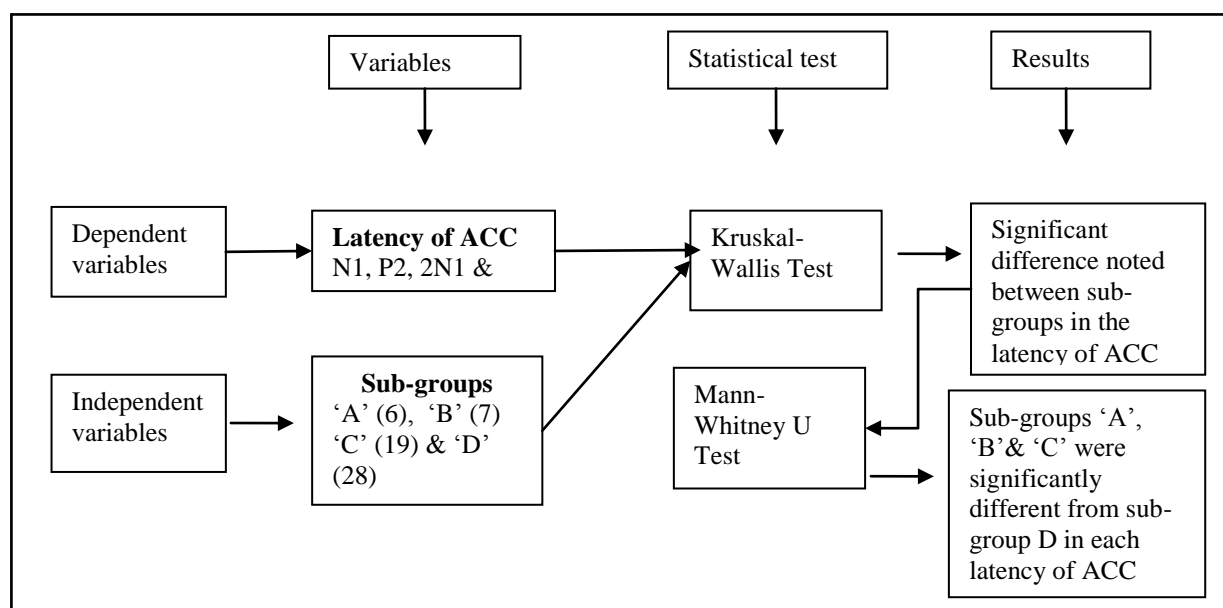 Variables
Statistical test
Results
Dependent
variables
Latency of ACC
N1, P2, 2N1 &
Kruskal-
Wallis Test
Significant
difference noted
between sub-
groups in the
latency of ACC
Independent
variables
Sub-groups
‘A’ (6), ‘B’ (7)
‘C’ (19) & ‘D’
(28)
Mann-
Whitney U
Test
Sub-groups ‘A’,
‘B’& ‘C’ were
significantly
different from sub-
group D in each
latency of ACC